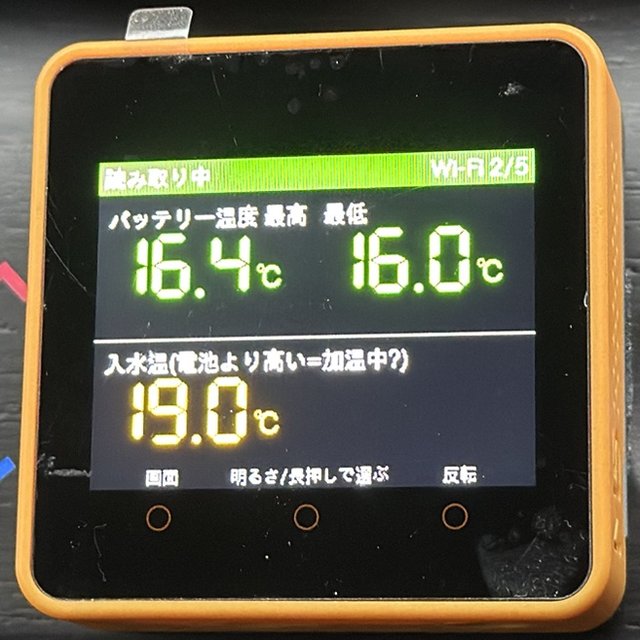 読み取り中 Wi-Fi 2/5
バッテリー温度 最高 最低
16.4℃ 16.0℃
入水温(電池より高い=加温中?)
19.0℃
画面 明るさ/長押しで選ぶ 反転